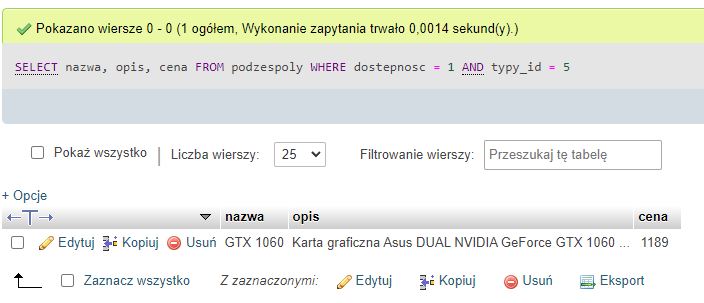 Pokazano wiersze 0 - 0 (1 ogółem, Wykonanie zapytania trwało 0,0014 sekund(y).)
SELECT nazwa, opis, cena FROM podzespoly WHERE dostepnosc = 1 AND typy_id = 5
Pokaż wszystko | Liczba wierszy: 25 Filtrowanie wierszy: Przeszukaj tę tabelę
+ Opcje
←T→ nazwa opis cena
Edytuj Kopiuj Usuń GTX 1060 Karta graficzna Asus DUAL NVIDIA GeForce GTX 1060 ... 1189
Zaznacz wszystko Z zaznaczonymi: Edytuj Kopiuj Usuń Eksport